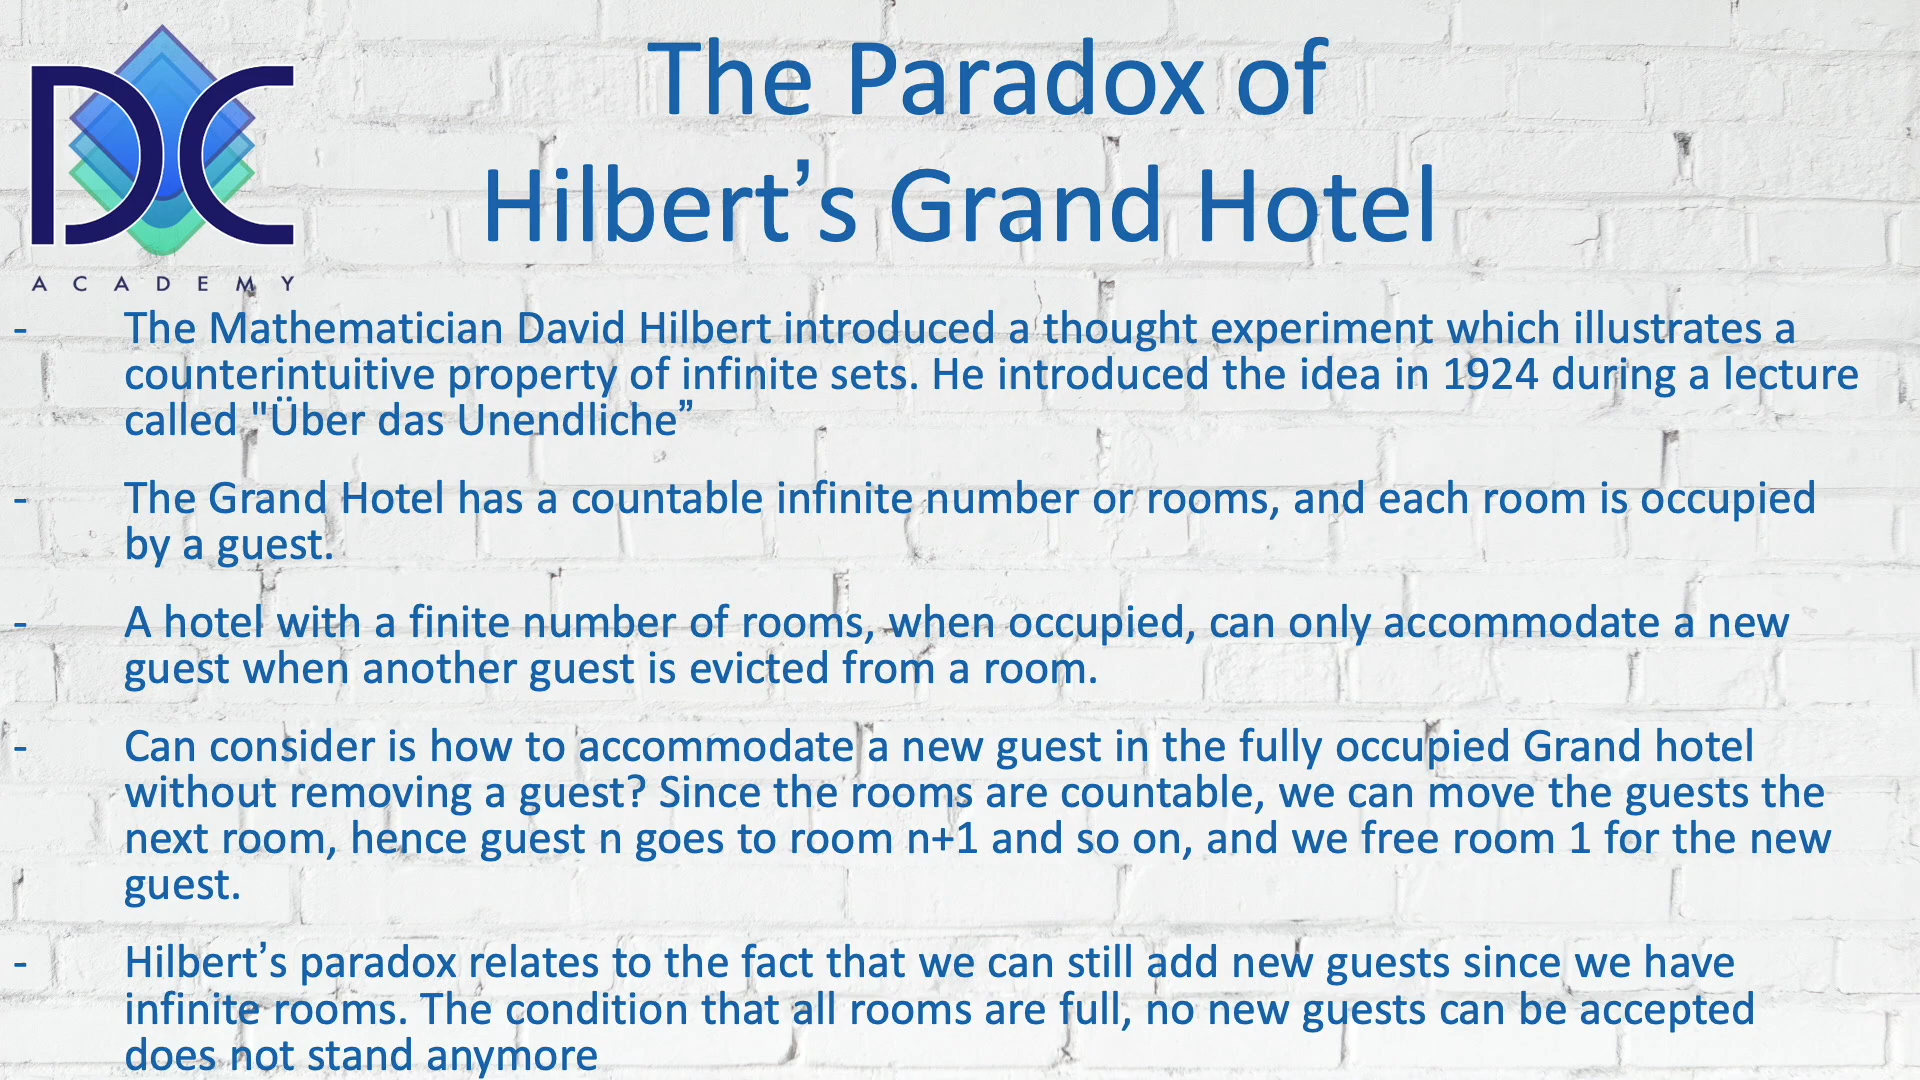 DC
ACADEMY
The Paradox of
Hilbert’s Grand Hotel
- The Mathematician David Hilbert introduced a thought experiment which illustrates a
counterintuitive property of infinite sets. He introduced the idea in 1924 during a lecture
called "Über das Unendliche”
- The Grand Hotel has a countable infinite number or rooms, and each room is occupied
by a guest.
- A hotel with a finite number of rooms, when occupied, can only accommodate a new
guest when another guest is evicted from a room.
- Can consider is how to accommodate a new guest in the fully occupied Grand hotel
without removing a guest? Since the rooms are countable, we can move the guests the
next room, hence guest n goes to room n+1 and so on, and we free room 1 for the new
guest.
- Hilbert’s paradox relates to the fact that we can still add new guests since we have
infinite rooms. The condition that all rooms are full, no new guests can be accepted
does not stand anymore